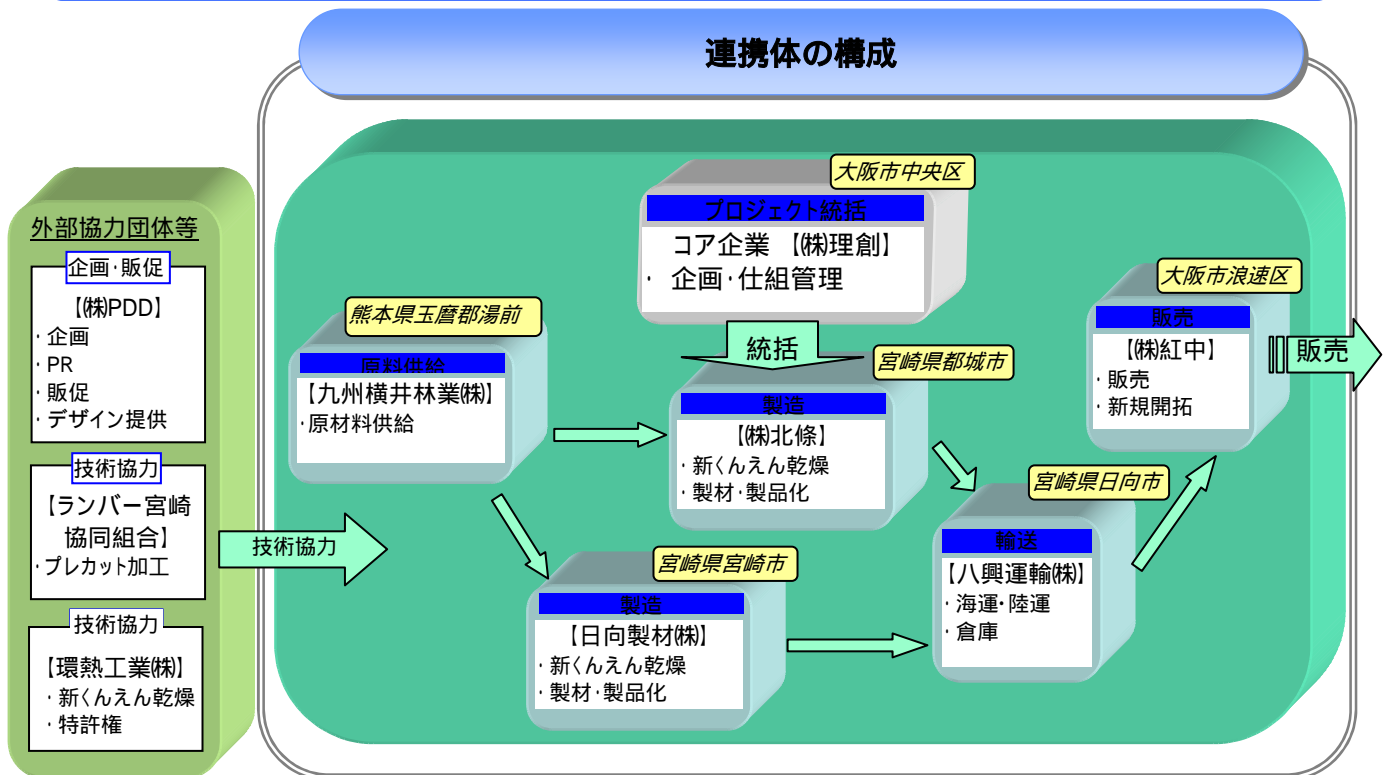 連携体の構成
外部協力団体等
企画・販促
【㈱PDD】
・企画
・PR
・販促
・デザイン提供
技術協力
【ランバー宮崎
協同組合】
・プレカット加工
技術協力
【環熱工業㈱】
・新くんえん乾燥
・特許権
技術協力
大阪市中央区
プロジェクト統括
コア企業 【㈱理創】
・ 企画・仕組管理
統括
熊本県玉磨郡湯前
原料供給
【九州横井林業㈱】
・原材料供給
宮崎県都城市
製造
【㈱北條】
・新くんえん乾燥
・製材・製品化
宮崎県宮崎市
製造
【日向製材㈱】
・新くんえん乾燥
・製材・製品化
宮崎県日向市
輸送
【八興運輸㈱】
・海運・陸運
・倉庫
大阪市浪速区
販売
【㈱紅中】
・販売
・新規開拓
販売